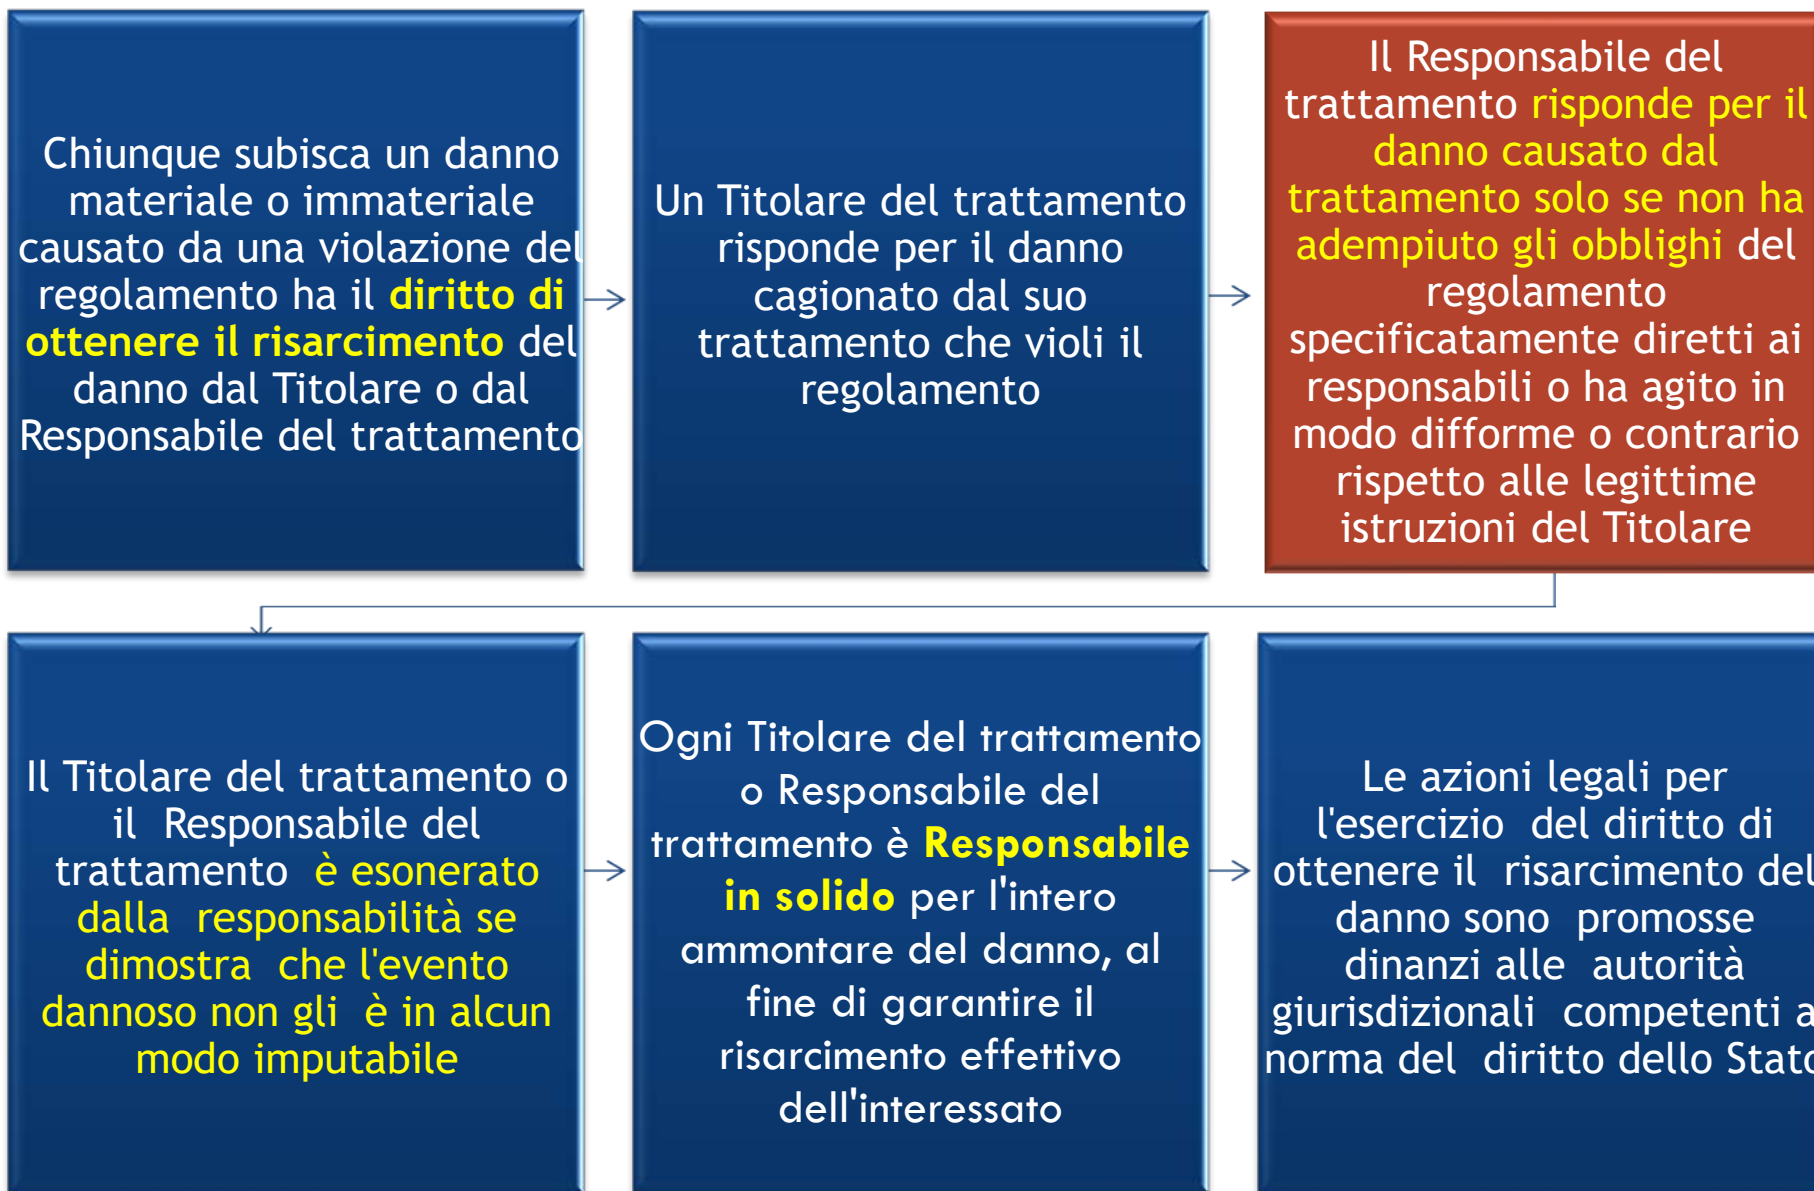 Chiunque subisca un danno
materiale o immateriale
causato da una violazione del
regolamento ha il diritto di
ottenere il risarcimento del
danno dal Titolare o dal
Responsabile del trattamento
Un Titolare del trattamento
risponde per il danno
cagionato dal suo
trattamento che violi il
regolamento
Il Responsabile del
trattamento risponde per il
danno causato dal
trattamento solo se non ha
adempiuto gli obblighi del
regolamento
specificatamente diretti ai
responsabili o ha agito in
modo difforme o contrario
rispetto alle legittime
istruzioni del Titolare
Il Titolare del trattamento o
il Responsabile del
trattamento è esonerato
dalla responsabilità se
dimostra che l'evento
dannoso non gli è in alcun
modo imputabile
Ogni Titolare del trattamento
o Responsabile del
trattamento è Responsabile
in solido per l'intero
ammontare del danno, al
fine di garantire il
risarcimento effettivo
dell'interessato
Le azioni legali per
l'esercizio del diritto di
ottenere il risarcimento del
danno sono promosse
dinanzi alle autorità
giurisdizionali competenti a
norma del diritto dello Stato